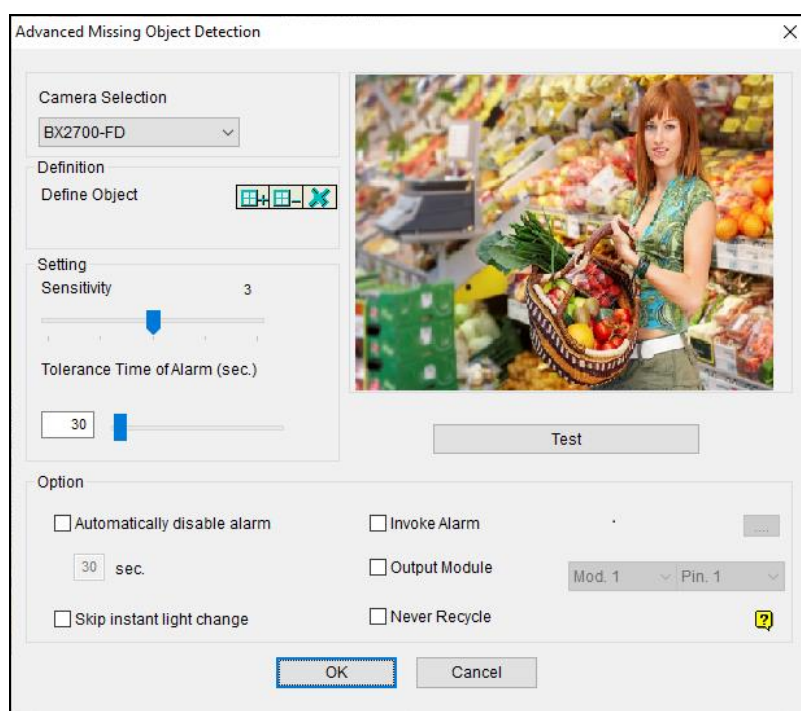 Advanced Missing Object Detection
Camera Selection
BX2700-FD
Definition
Define Object
Setting
Sensitivity 3
Tolerance Time of Alarm (sec.)
30
Test
Option
Automatically disable alarm
30 sec.
Skip instant light change
Invoke Alarm
...
Output Module
Mod. 1
Pin. 1
Never Recycle
?
OK
Cancel